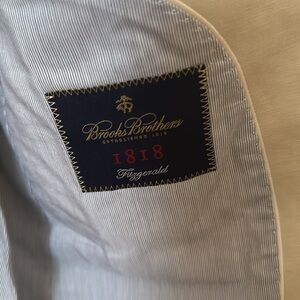 Brooks Brothers
ESTABLISHED 1818
1818
Fitzgerald